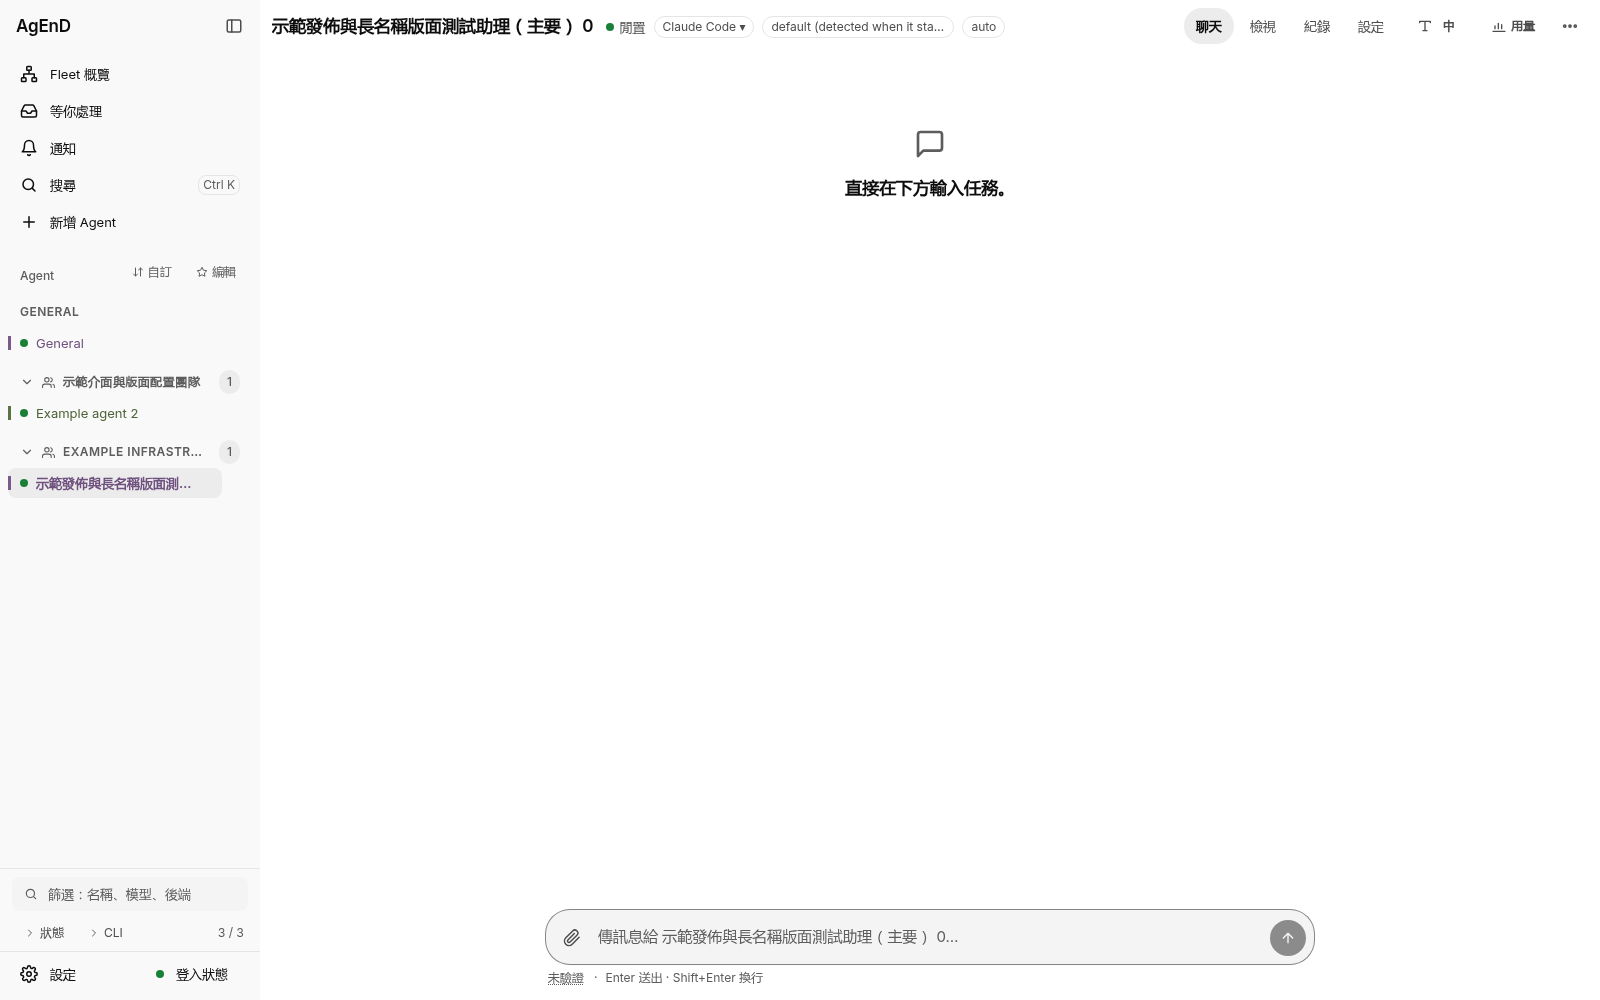 AgEnD
Fleet 概覽
等你處理
通知
搜尋 Ctrl K
新增 Agent
Agent 自訂 編輯
GENERAL
General
示範介面與版面配置團隊 1
Example agent 2
EXAMPLE INFRASTR... 1
示範發佈與長名稱版面測...
篩選：名稱、模型、後端
狀態 CLI 3 / 3
設定 登入狀態
示範發佈與長名稱版面測試助理（主要）0 閒置 Claude Code ▾ default (detected when it sta... auto 聊天 檢視 紀錄 設定 T 中 用量 •••
直接在下方輸入任務。
傳訊息給 示範發佈與長名稱版面測試助理（主要）0...
未驗證 · Enter 送出 · Shift+Enter 換行